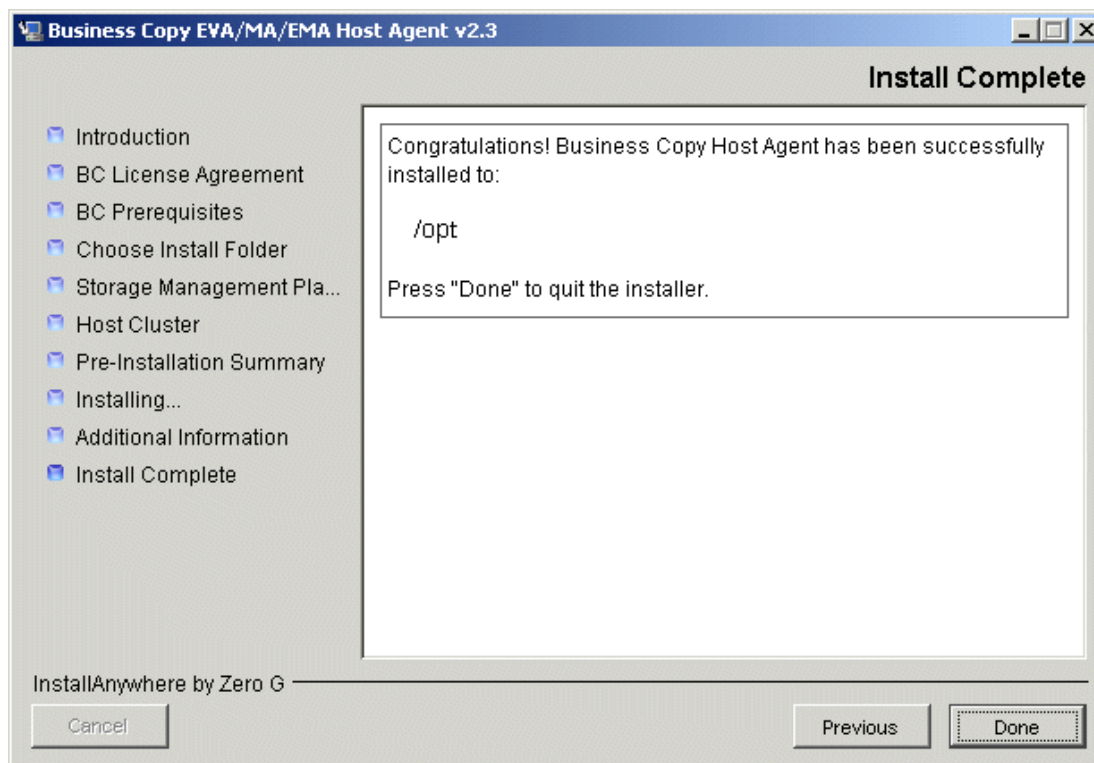 Business Copy EVA/MA/EMA Host Agent v2.3
Install Complete
Introduction
BC License Agreement
BC Prerequisites
Choose Install Folder
Storage Management Pla...
Host Cluster
Pre-Installation Summary
Installing...
Additional Information
Install Complete
Congratulations! Business Copy Host Agent has been successfully
installed to:
/opt
Press "Done" to quit the installer.
InstallAnywhere by Zero G
Cancel
Previous
Done